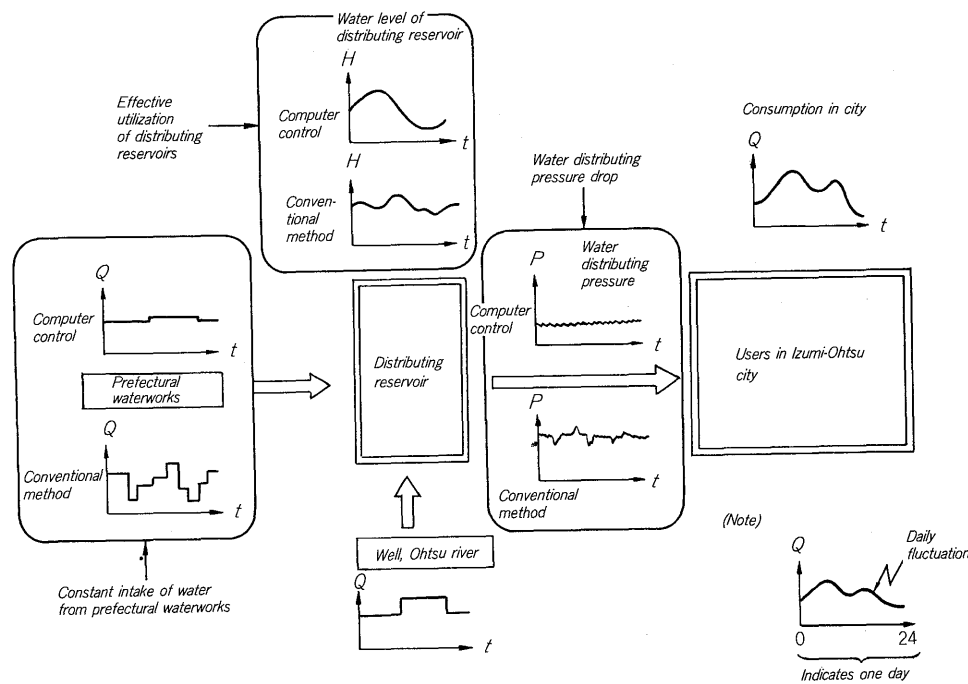 Water level of
distributing reservoir
H
Computer
control
t
H
Conven-
tional
method
t
Effective
utilization
of distributing
reservoirs
Consumption in city
Q
t
Water distributing
pressure drop
Q
Computer
control
t
Prefectural
waterworks
Q
Conventional
method
t
Constant intake of water
from prefectural waterworks
Distributing
reservoir
P
Water
distributing
pressure
Computer
control
t
P
t
Conventional
method
Users in Izumi-Ohtsu
city
Well, Ohtsu river
Q
t
(Note)
Q
Daily
fluctuation
t
0
24
Indicates one day